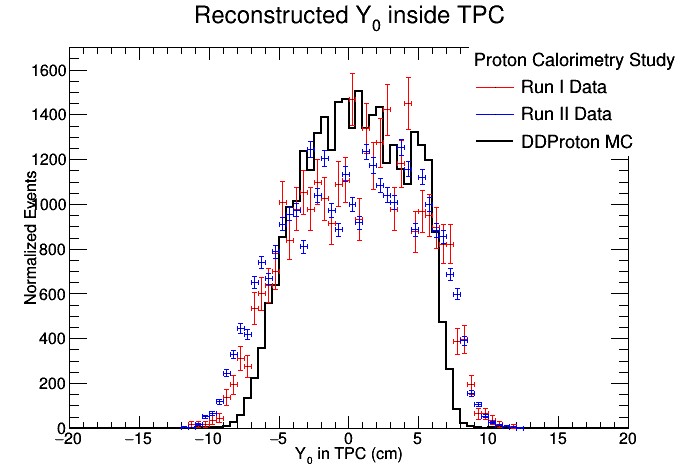 Reconstructed Y0 inside TPC
Proton Calorimetry Study
Run I Data
Run II Data
DDProton MC
Normalized Events
1600
1400
1200
1000
800
600
400
200
0
−20 −15 −10 −5 0 5 10 15 20
Y0 in TPC (cm)